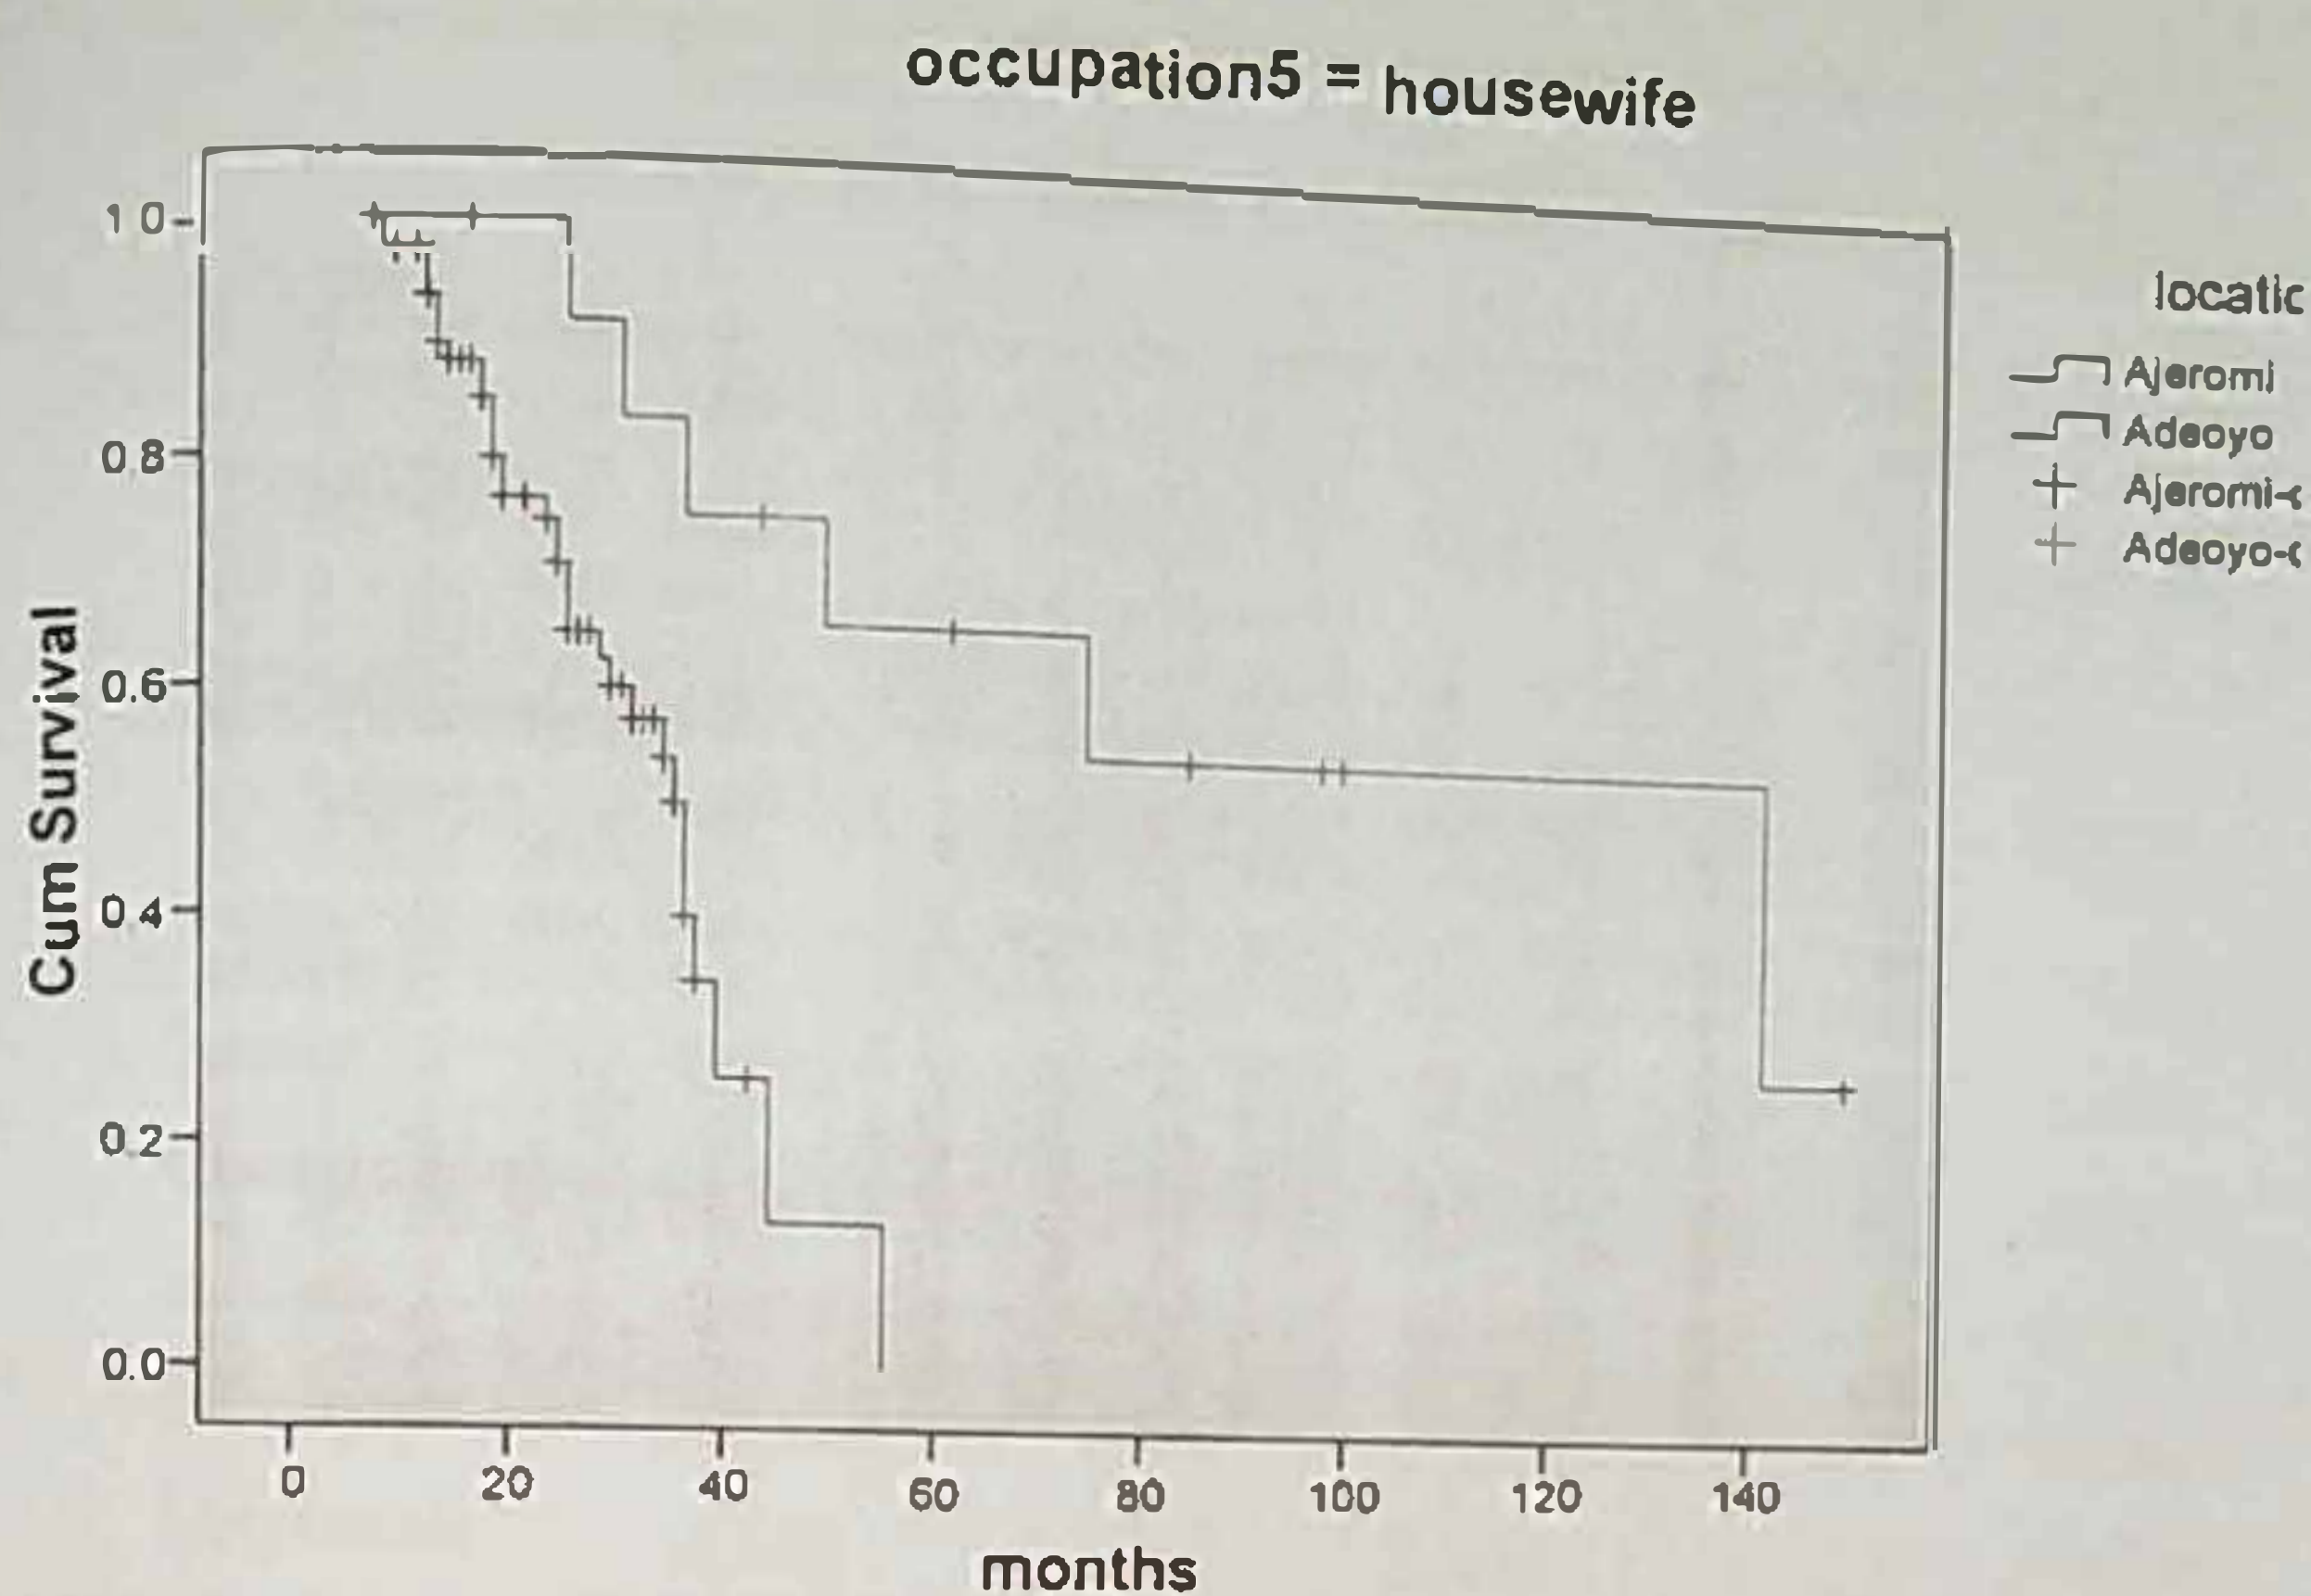 occupation5 = housewife
locatic
Ajeromi
Adeoyo
Ajeromi-c
Adeoyo-c
Cum Survival
1 0
0.8
0.6
0.4
0.2
0.0
0 20 40 60 80 100 120 140
months